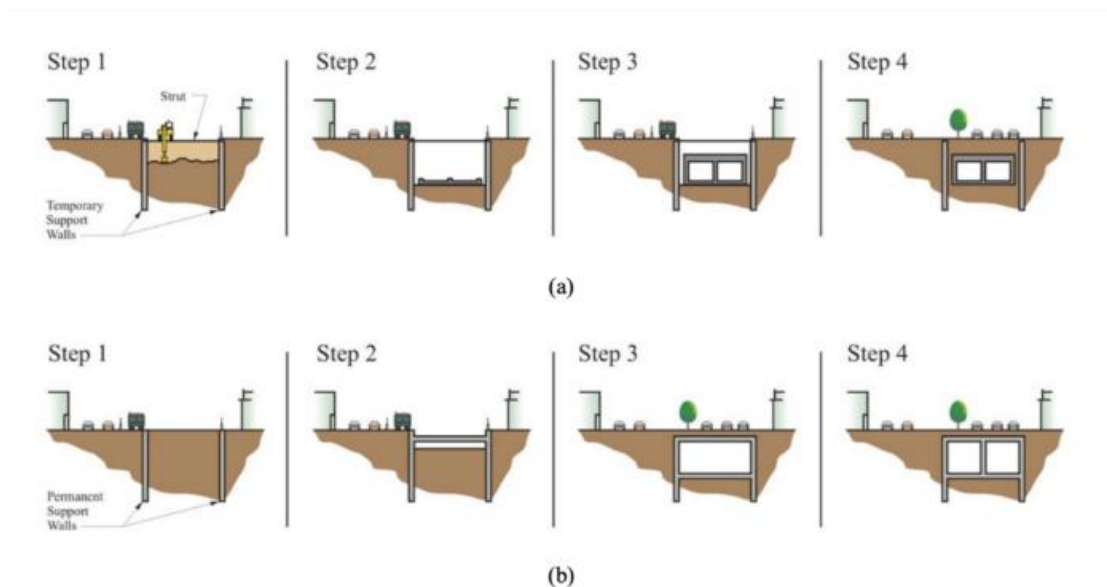 Step 1
Step 2
Step 3
Step 4
Strut
Temporary
Support
Walls
(a)
Step 1
Step 2
Step 3
Step 4
Permanent
Support
Walls
(b)